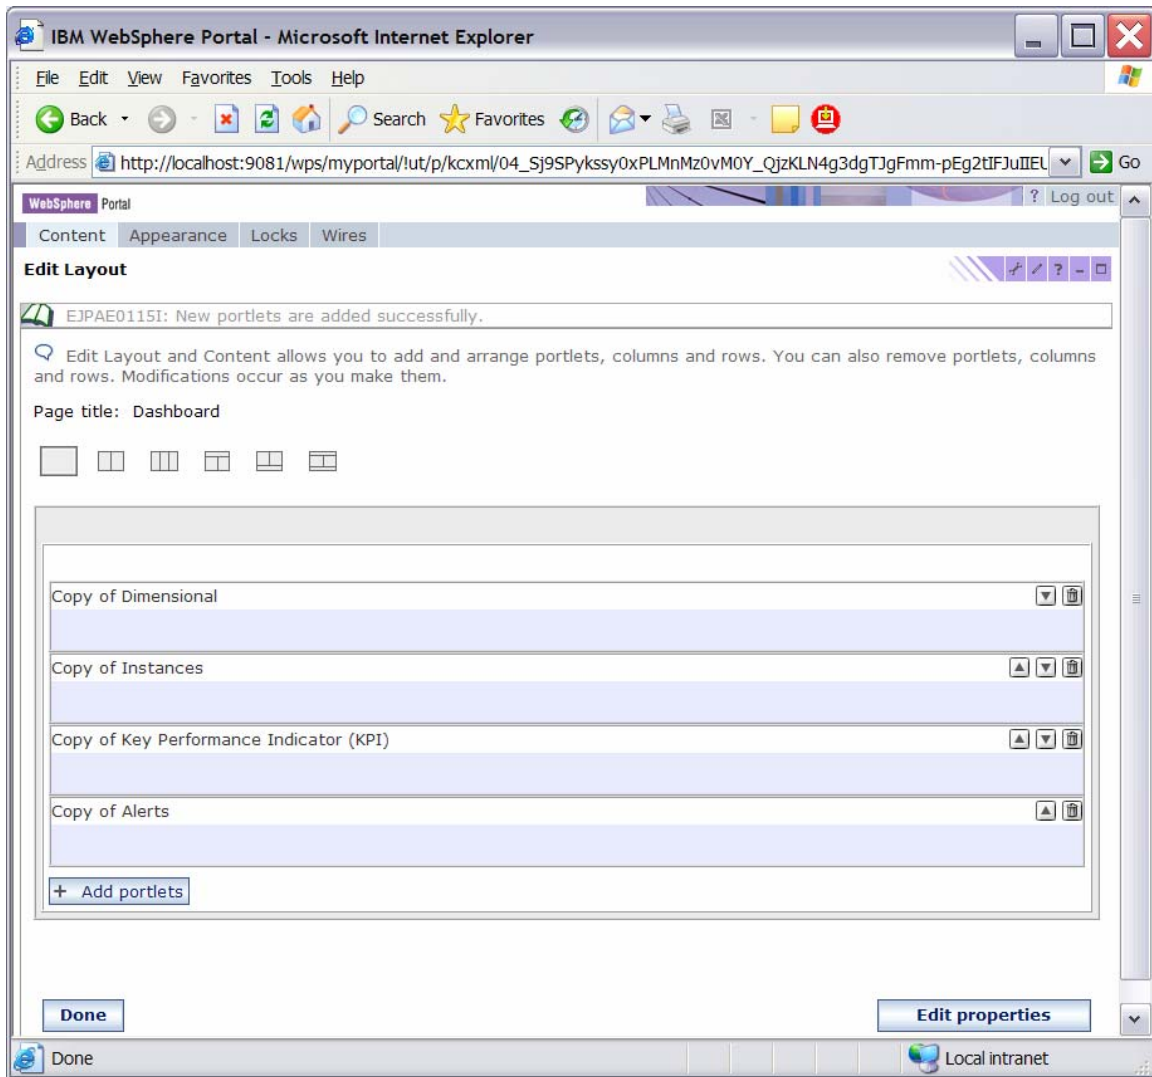 IBM WebSphere Portal - Microsoft Internet Explorer
File Edit View Favorites Tools Help
Back Search Favorites
Address http://localhost:9081/wps/myportal/!ut/p/kcxml/04_Sj9SPykssy0xPLMnMz0vM0Y_QjzKLN4g3dgTJgFmm-pEg2tIFJuIIEU Go
WebSphere Portal ? Log out
Content Appearance Locks Wires
Edit Layout ?
EJPAE0115I: New portlets are added successfully.
Edit Layout and Content allows you to add and arrange portlets, columns and rows. You can also remove portlets, columns
and rows. Modifications occur as you make them.
Page title: Dashboard
Copy of Dimensional
Copy of Instances
Copy of Key Performance Indicator (KPI)
Copy of Alerts
+ Add portlets
Done Edit properties
Done Local intranet